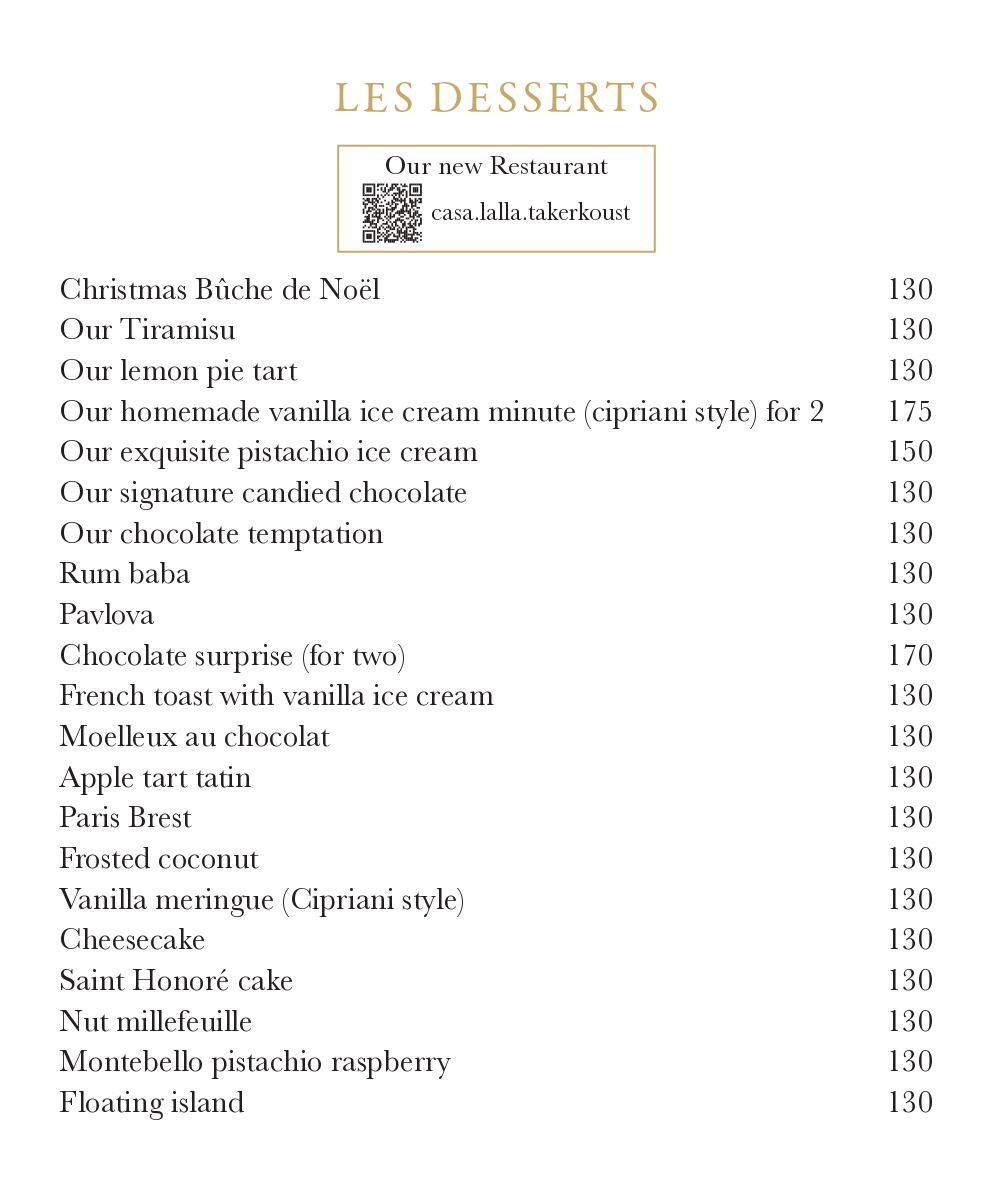 LES DESSERTS
Our new Restaurant
casa.lalla.takerkoust
Christmas Bûche de Noël 130
Our Tiramisu 130
Our lemon pie tart 130
Our homemade vanilla ice cream minute (cipriani style) for 2 175
Our exquisite pistachio ice cream 150
Our signature candied chocolate 130
Our chocolate temptation 130
Rum baba 130
Pavlova 130
Chocolate surprise (for two) 170
French toast with vanilla ice cream 130
Moelleux au chocolat 130
Apple tart tatin 130
Paris Brest 130
Frosted coconut 130
Vanilla meringue (Cipriani style) 130
Cheesecake 130
Saint Honoré cake 130
Nut millefeuille 130
Montebello pistachio raspberry 130
Floating island 130